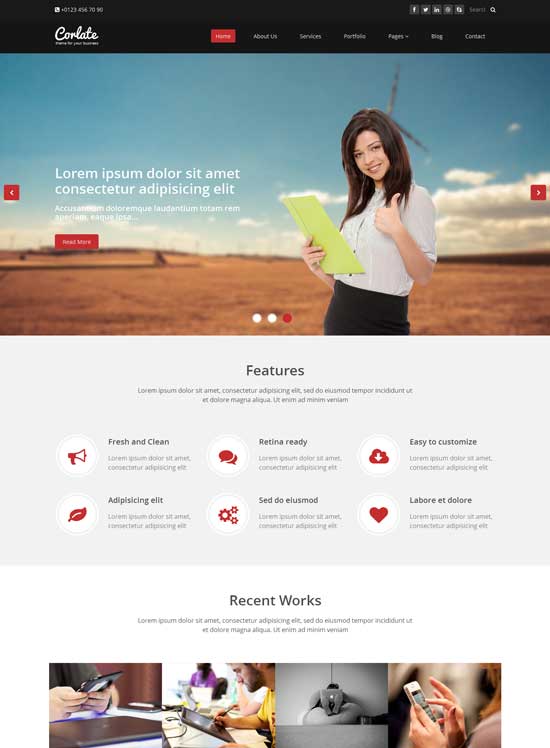 +0123 456 70 90
Search
Corlate
theme for your business
Home
About Us
Services
Portfolio
Pages
Blog
Contact
Lorem ipsum dolor sit amet
consectetur adipisicing elit
Accusantium doloremque laudantium totam rem
aperiam, eaque ipsa...
Read More
Features
Lorem ipsum dolor sit amet, consectetur adipisicing elit, sed do eiusmod tempor incididunt ut
et dolore magna aliqua. Ut enim ad minim veniam
Fresh and Clean
Lorem ipsum dolor sit amet,
consectetur adipisicing elit
Retina ready
Lorem ipsum dolor sit amet,
consectetur adipisicing elit
Easy to customize
Lorem ipsum dolor sit amet,
consectetur adipisicing elit
Adipisicing elit
Lorem ipsum dolor sit amet,
consectetur adipisicing elit
Sed do eiusmod
Lorem ipsum dolor sit amet,
consectetur adipisicing elit
Labore et dolore
Lorem ipsum dolor sit amet,
consectetur adipisicing elit
Recent Works
Lorem ipsum dolor sit amet, consectetur adipisicing elit, sed do eiusmod tempor incididunt ut
et dolore magna aliqua. Ut enim ad minim veniam